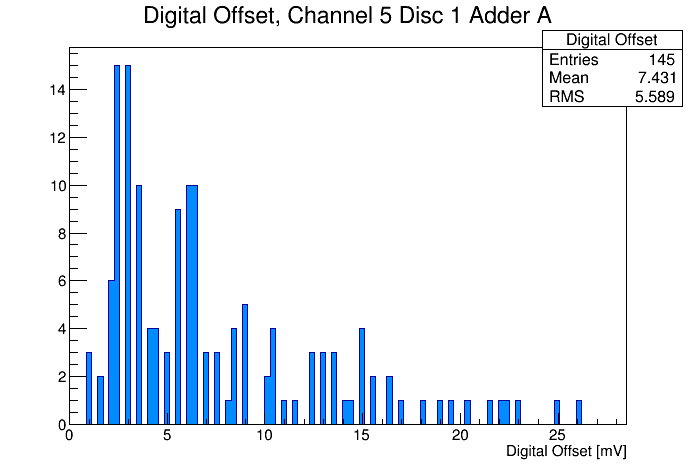 Digital Offset, Channel 5 Disc 1 Adder A
Digital Offset
Entries 145
Mean 7.431
RMS 5.589
14
12
10
8
6
4
2
0
0 5 10 15 20 25
Digital Offset [mV]